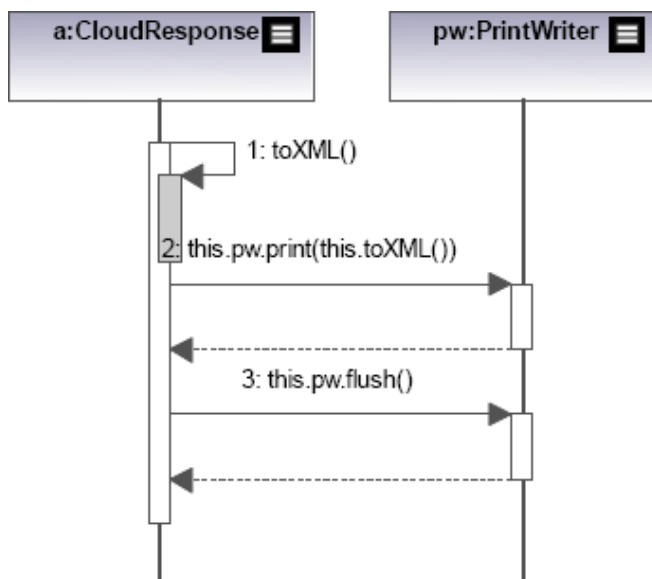 a:CloudResponse
pw:PrintWriter
1: toXML()
2: this.pw.print(this.toXML())
3: this.pw.flush()